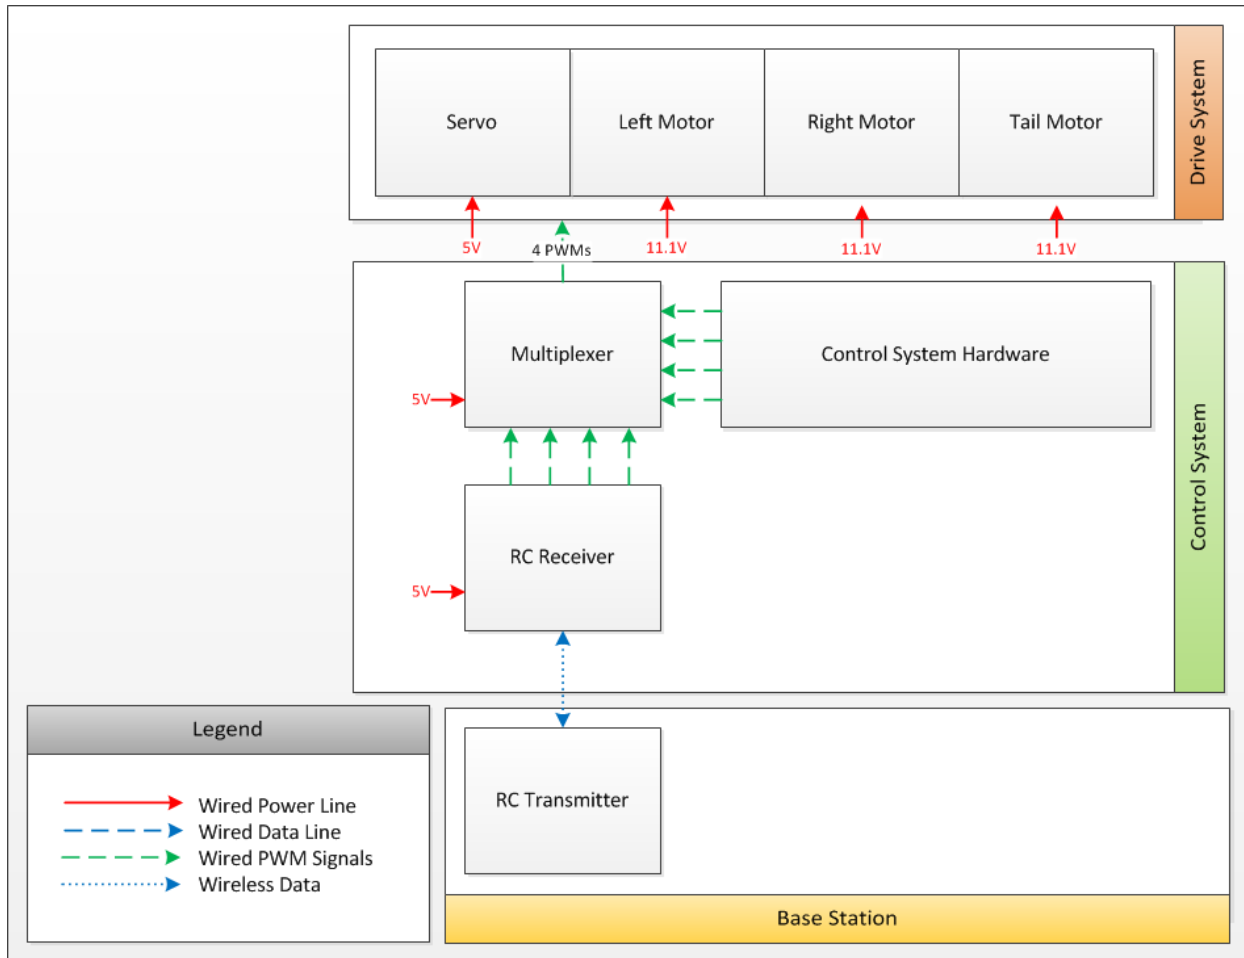 Servo
Left Motor
Right Motor
Tail Motor
Drive System
5V
4 PWMs
11.1V
11.1V
11.1V
Multiplexer
Control System Hardware
5V
Control System
RC Receiver
5V
Legend
Wired Power Line
Wired Data Line
Wired PWM Signals
Wireless Data
RC Transmitter
Base Station